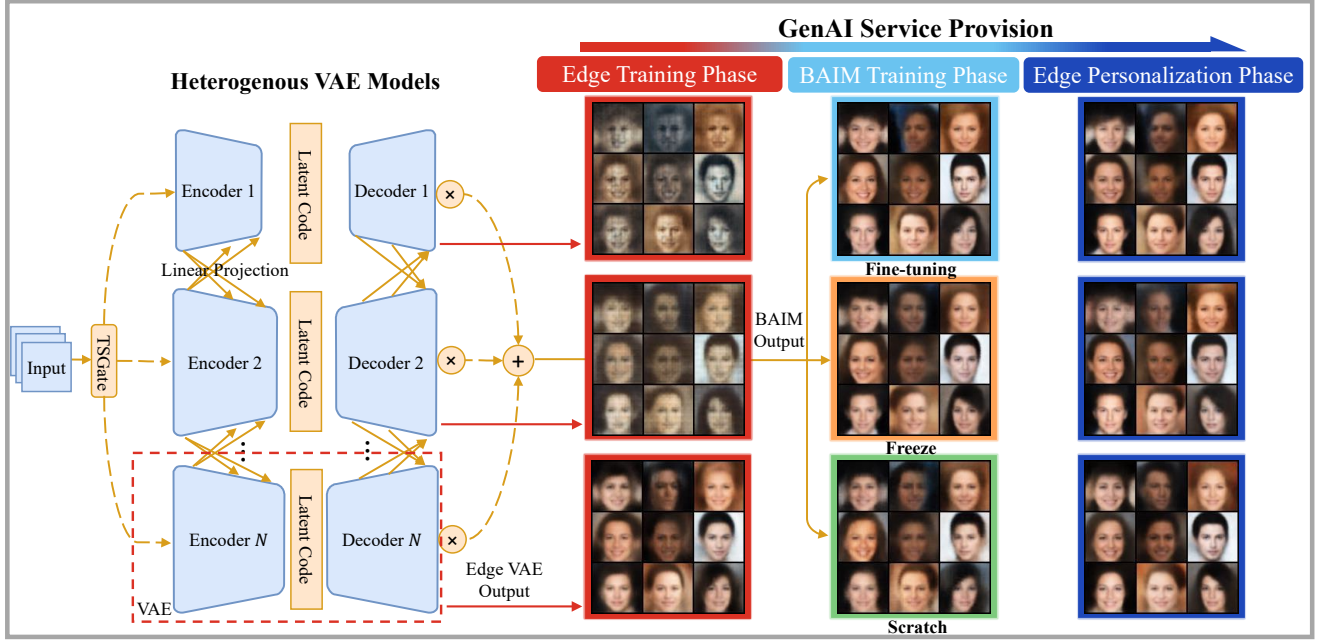 GenAI Service Provision
Heterogenous VAE Models
Edge Training Phase
BAIM Training Phase
Edge Personalization Phase
Encoder 1
Latent Code
Decoder 1
×
Linear Projection
Fine-tuning
Input
TSGate
Encoder 2
Latent Code
Decoder 2
×
+
BAIM
Output
Freeze
Encoder N
Latent Code
Decoder N
×
VAE
Edge VAE
Output
Scratch